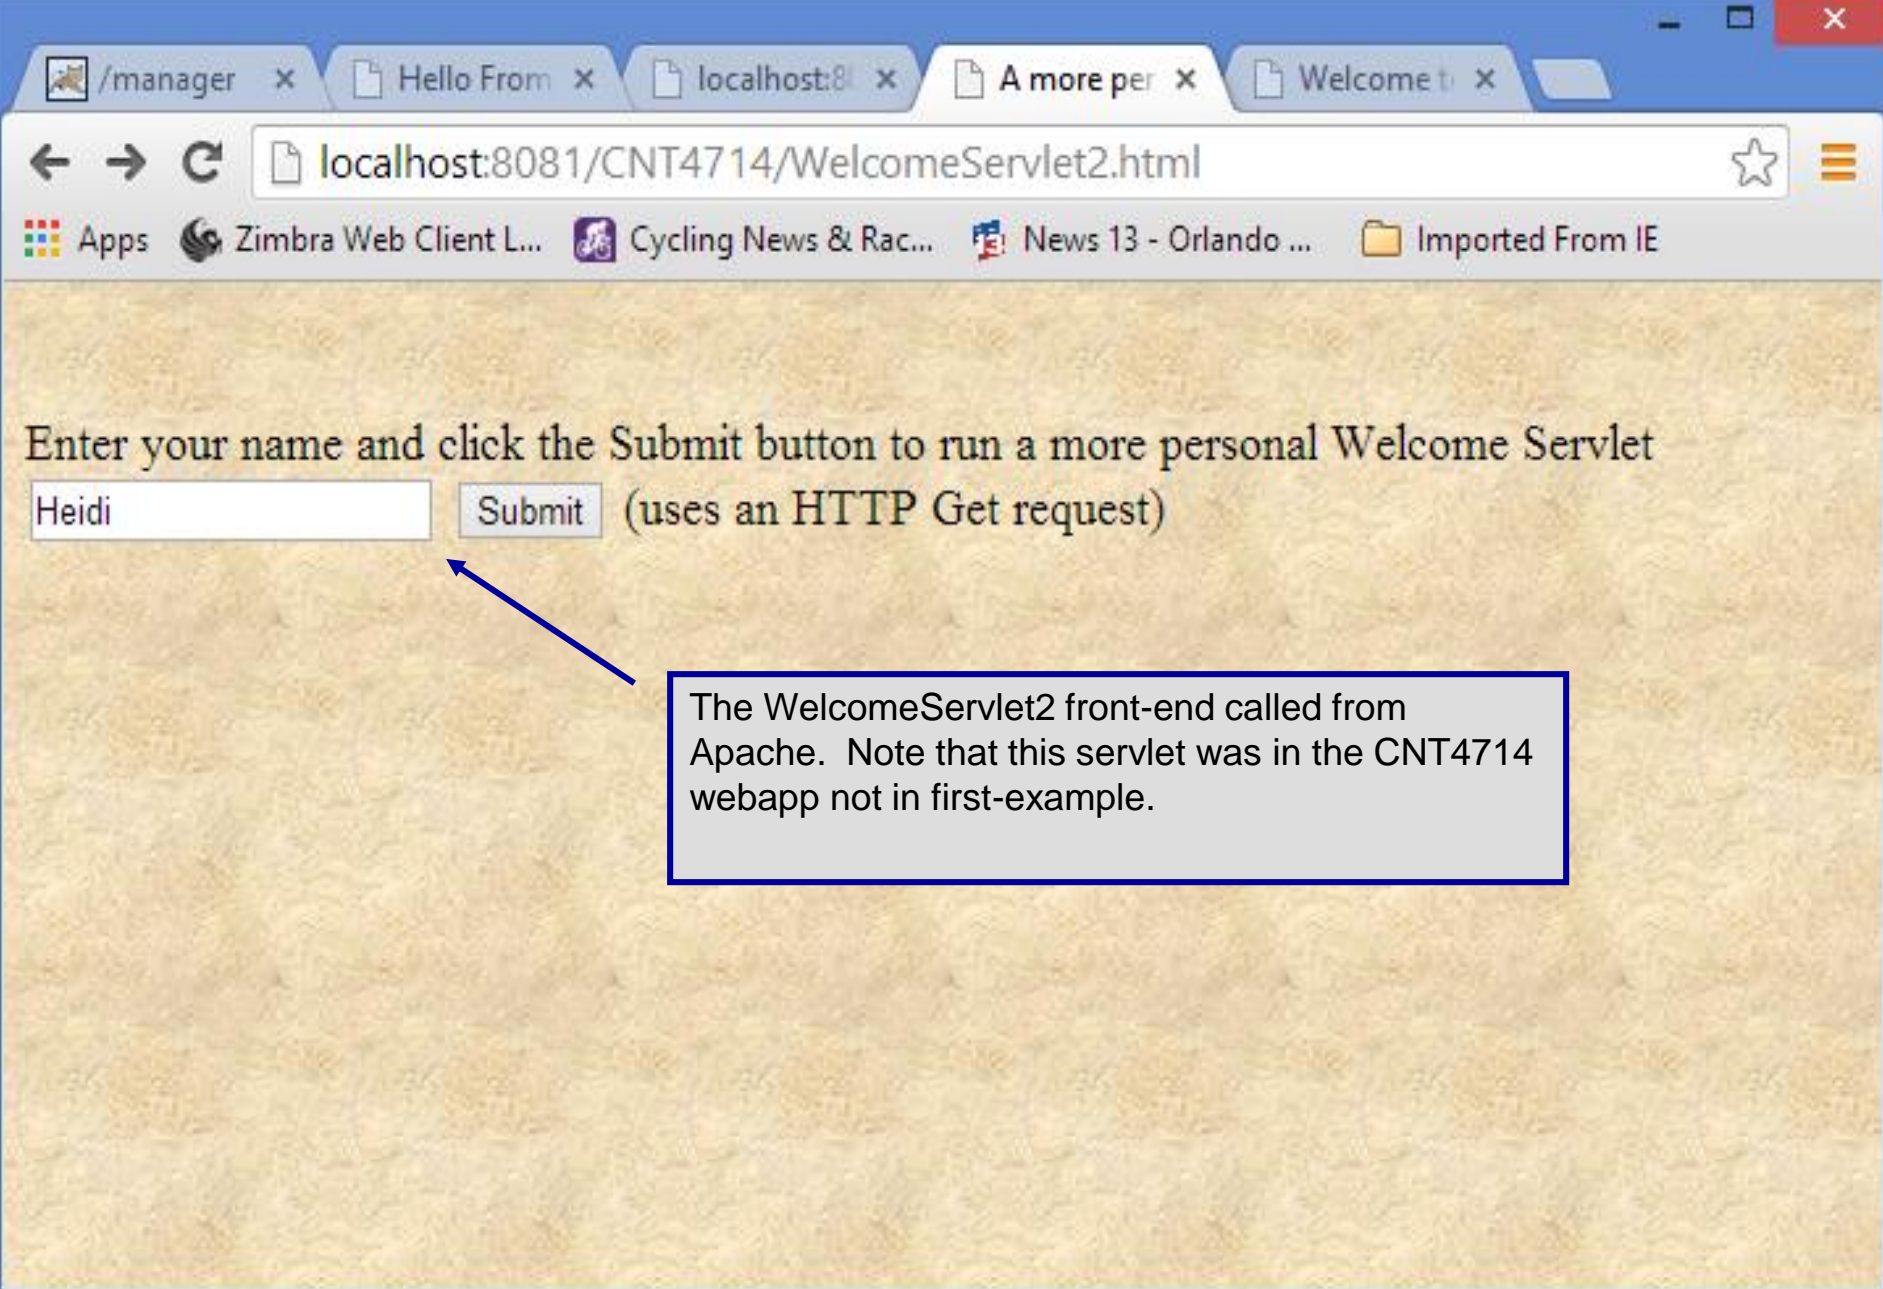 /manager
Hello From
localhost:8
A more per
Welcome t
localhost:8081/CNT4714/WelcomeServlet2.html
Apps
Zimbra Web Client L...
Cycling News & Rac...
News 13 - Orlando ...
Imported From IE
Enter your name and click the Submit button to run a more personal Welcome Servlet
Heidi Submit (uses an HTTP Get request)
The WelcomeServlet2 front-end called from
Apache. Note that this servlet was in the CNT4714
webapp not in first-example.